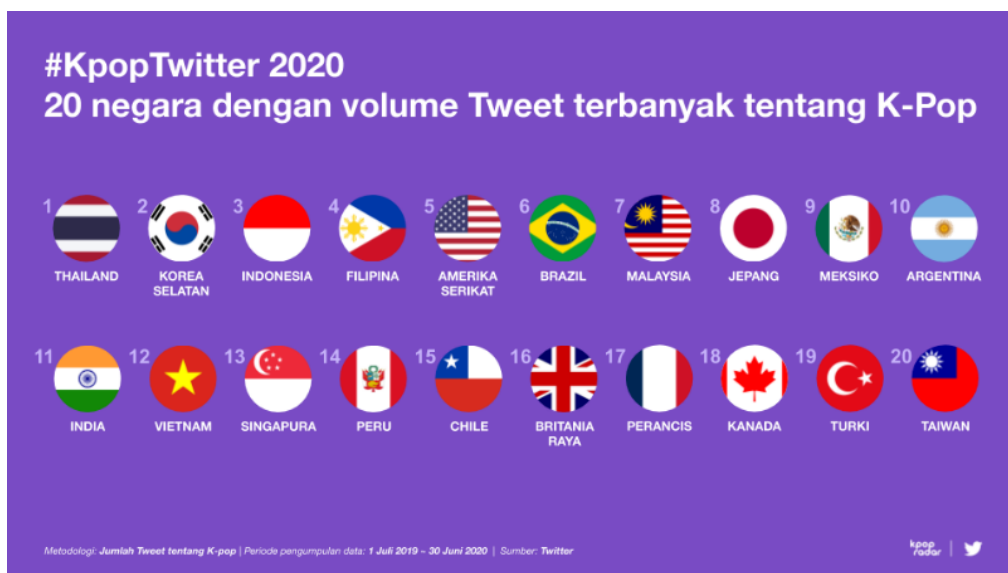 #KpopTwitter 2020
20 negara dengan volume Tweet terbanyak tentang K-Pop
1 2 3 4 5 6 7 8 9 10
THAILAND KOREA SELATAN INDONESIA FILIPINA AMERIKA SERIKAT BRAZIL MALAYSIA JEPANG MEKSIKO ARGENTINA
11 12 13 14 15 16 17 18 19 20
INDIA VIETNAM SINGAPURA PERU CHILE BRITANIA RAYA PERANCIS KANADA TURKI TAIWAN
Metodologi: Jumlah Tweet tentang K-pop | Periode pengumpulan data: 1 Juli 2019 – 30 Juni 2020 | Sumber: Twitter
kpop
radar